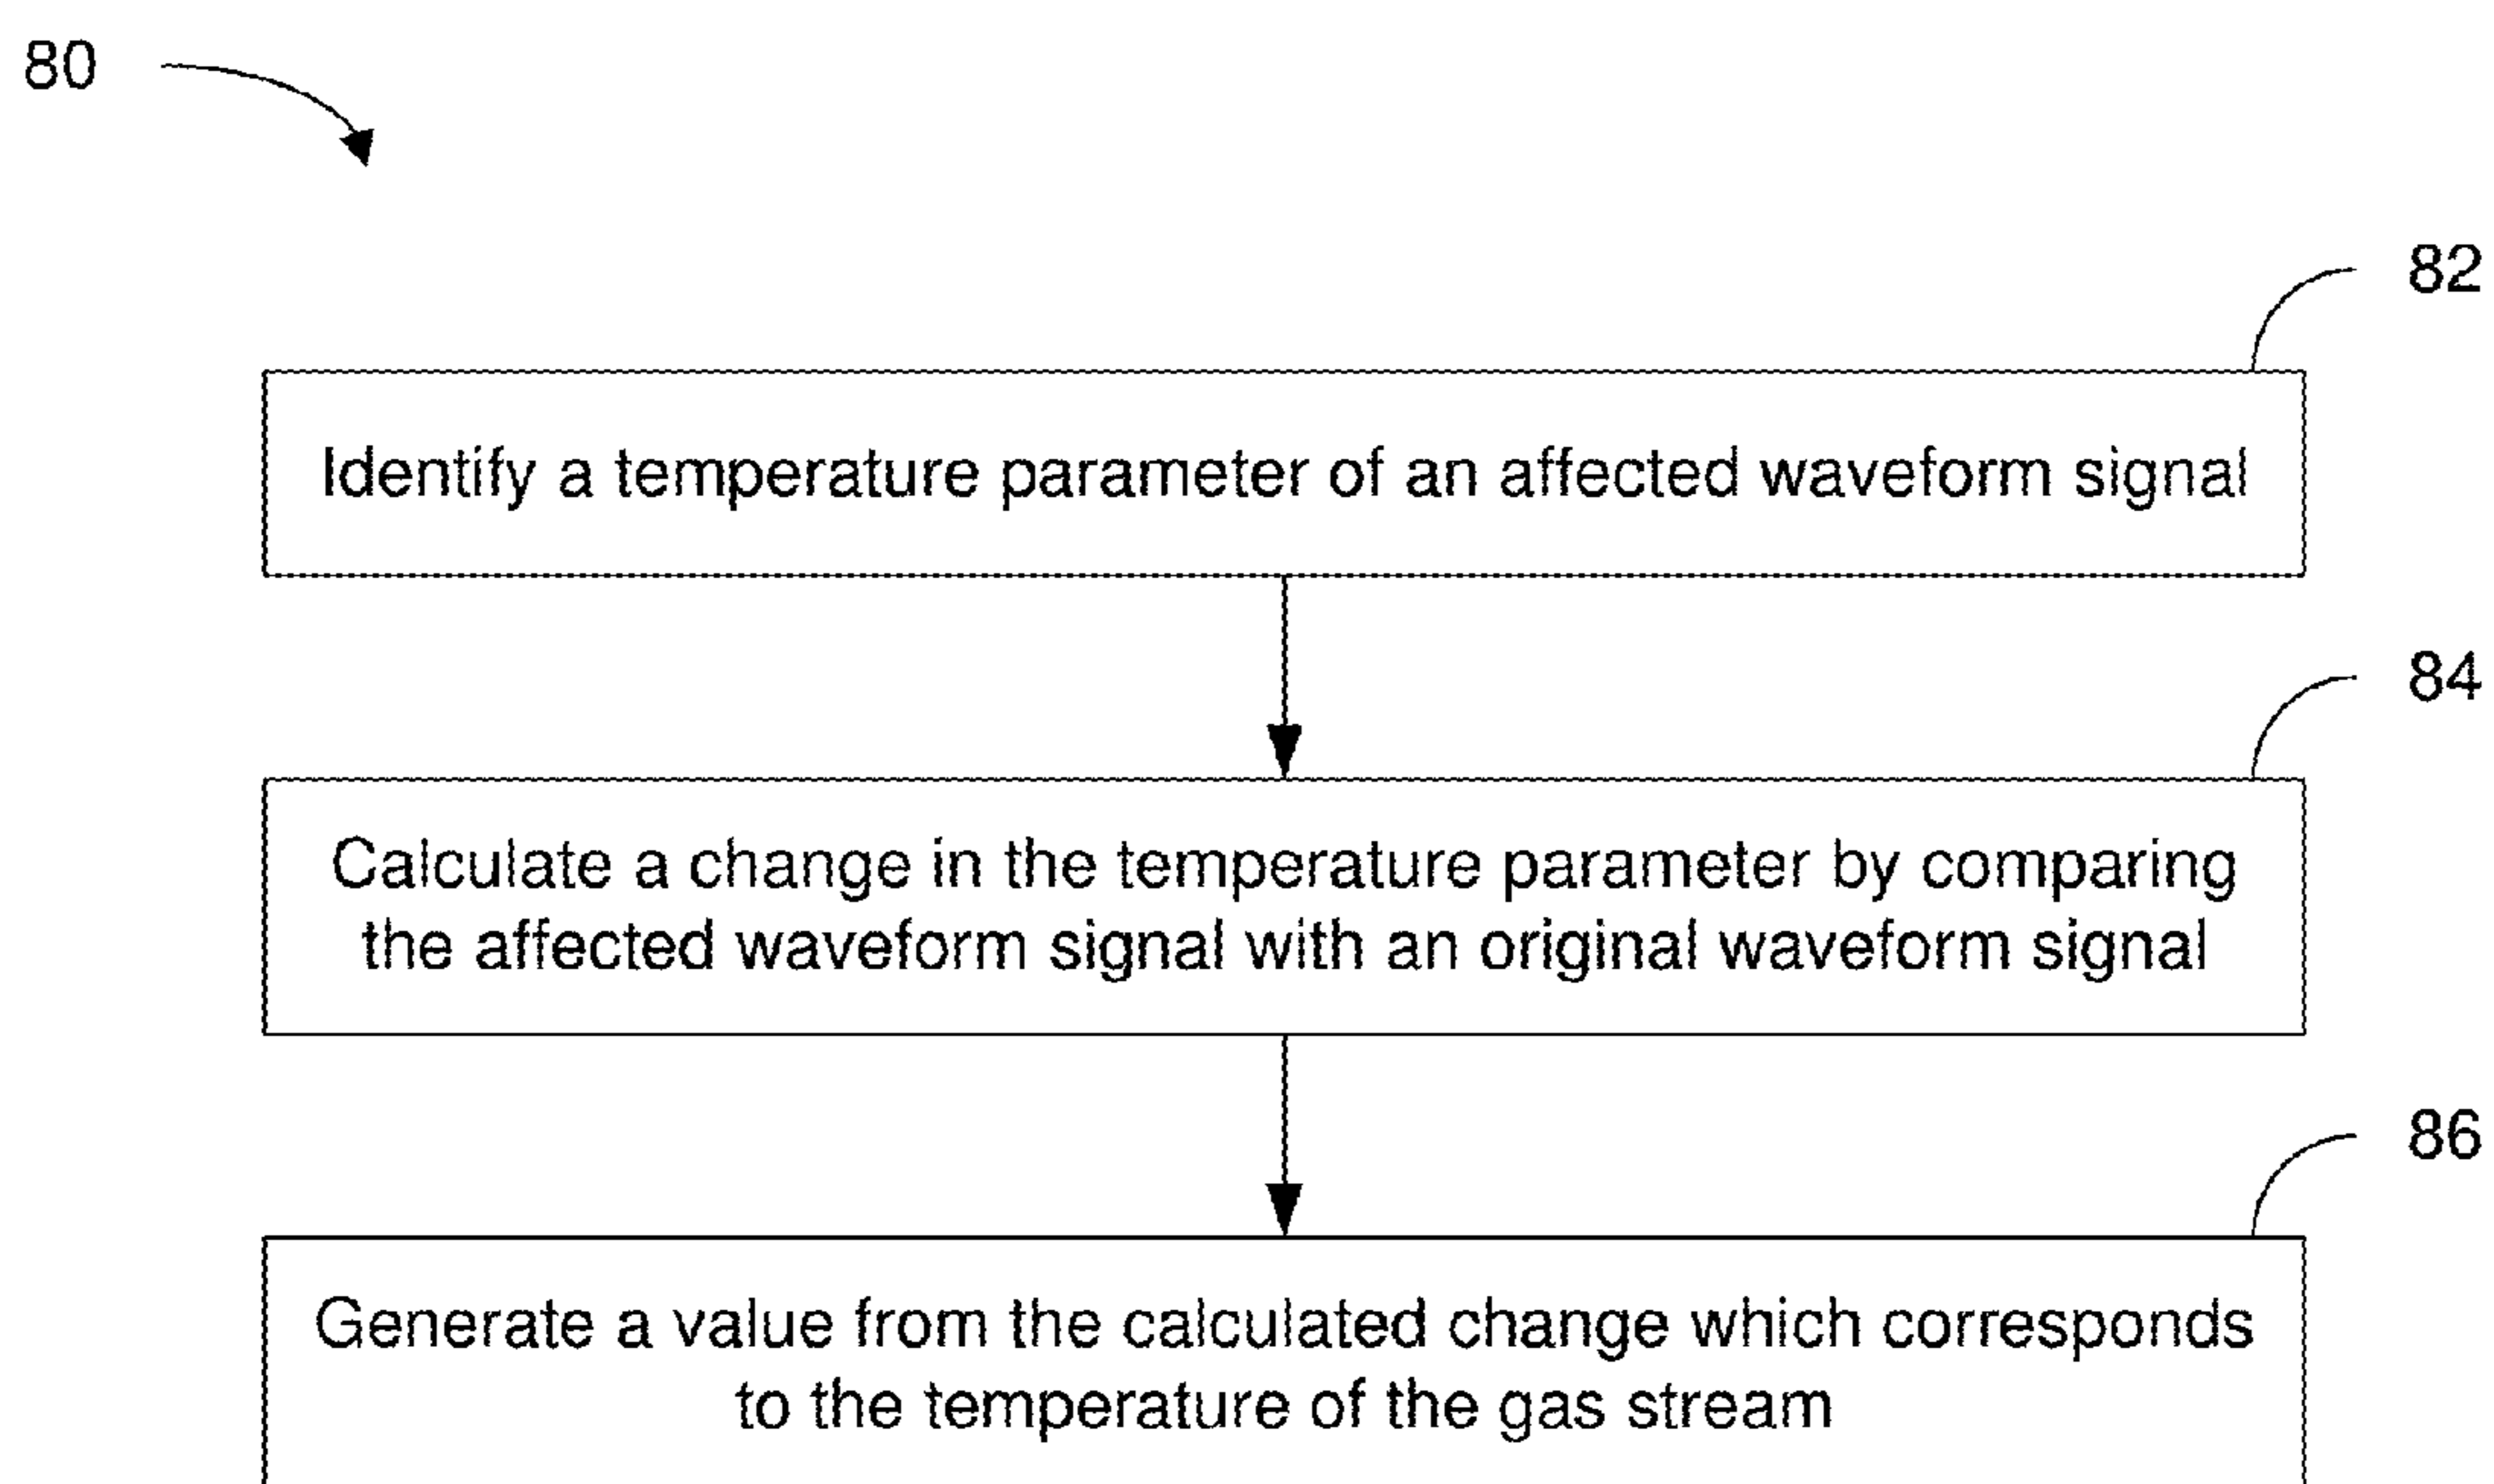 80
82
Identify a temperature parameter of an affected waveform signal
84
Calculate a change in the temperature parameter by comparing
the affected waveform signal with an original waveform signal
86
Generate a value from the calculated change which corresponds
to the temperature of the gas stream